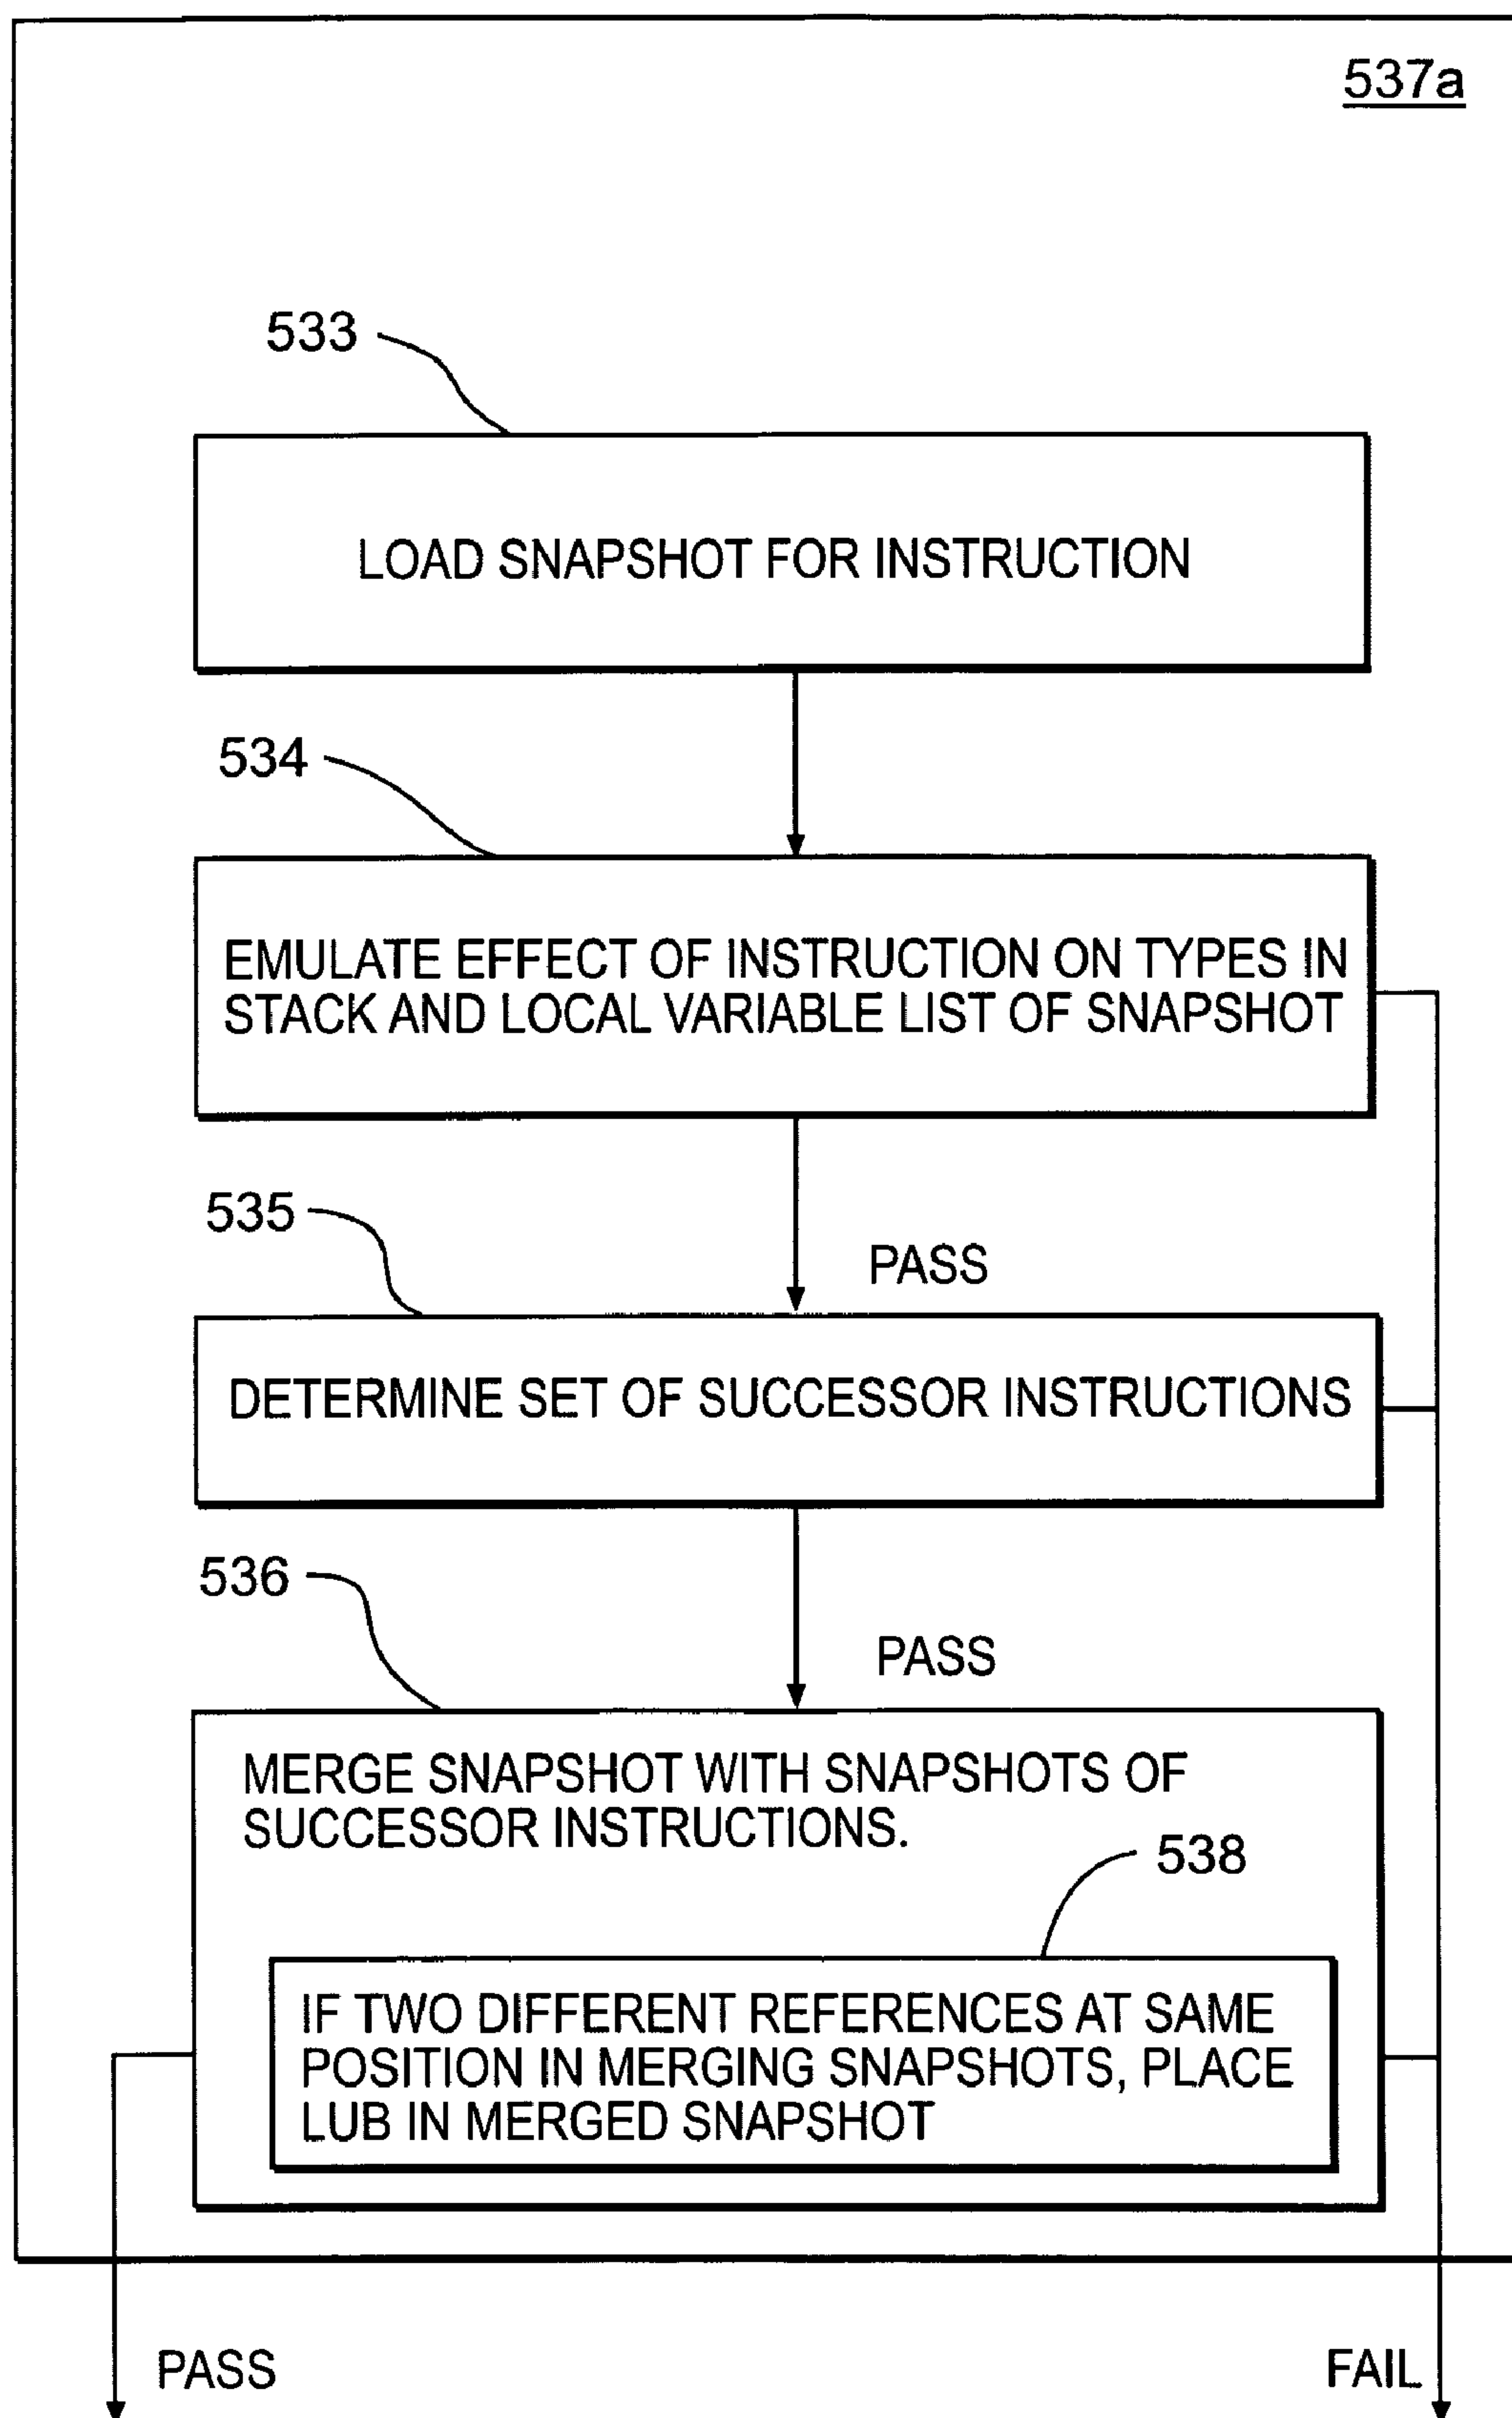 537a
533
LOAD SNAPSHOT FOR INSTRUCTION
534
EMULATE EFFECT OF INSTRUCTION ON TYPES IN
STACK AND LOCAL VARIABLE LIST OF SNAPSHOT
535
PASS
DETERMINE SET OF SUCCESSOR INSTRUCTIONS
536
PASS
MERGE SNAPSHOT WITH SNAPSHOTS OF
SUCCESSOR INSTRUCTIONS.
538
IF TWO DIFFERENT REFERENCES AT SAME
POSITION IN MERGING SNAPSHOTS, PLACE
LUB IN MERGED SNAPSHOT
PASS
FAIL